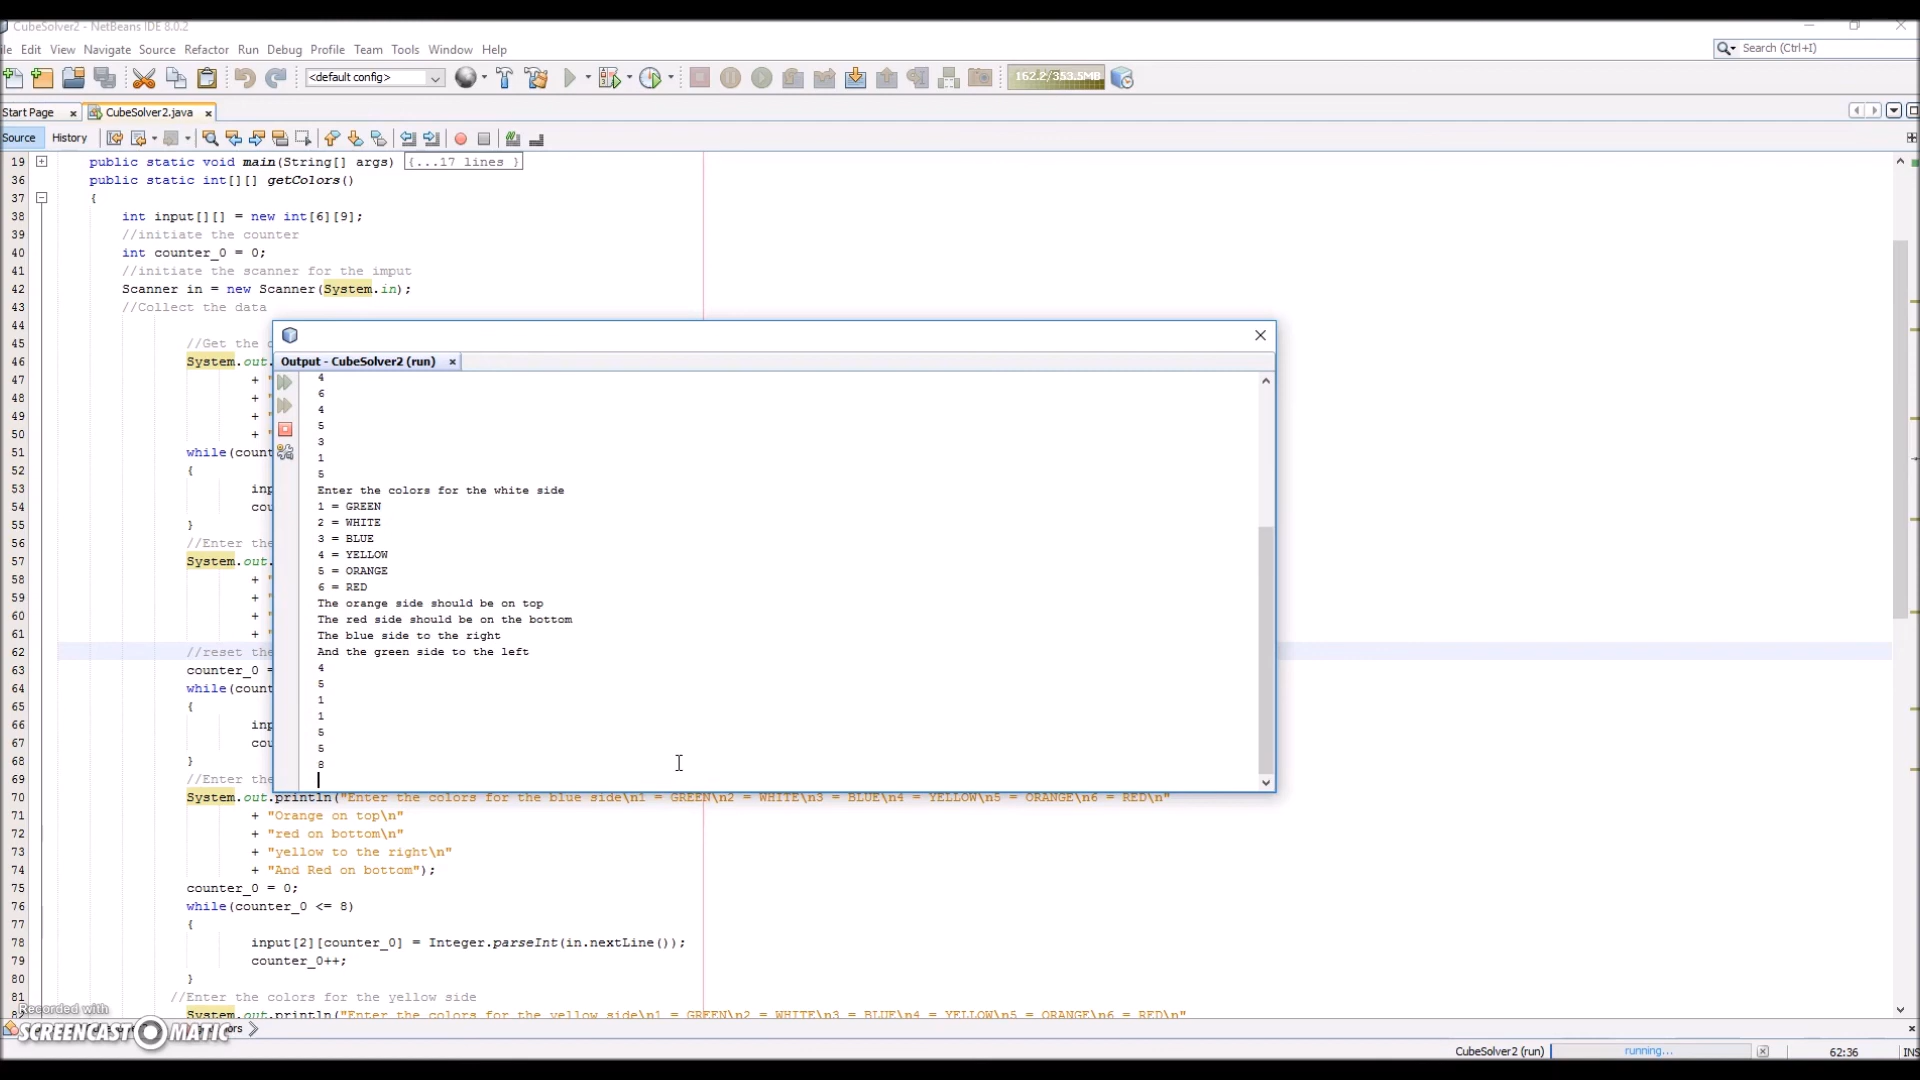 CubeSolver2 - NetBeans IDE 8.0.2
ile Edit View Navigate Source Refactor Run Debug Profile Team Tools Window Help
Search (Ctrl+I)
<default config>
162.2/353.5MB
Start Page CubeSolver2.java
Source History
19 public static void main(String[] args) {...17 lines }
36 public static int[][] getColors()
37 {
38 int input[][] = new int[6][9];
39 //initiate the counter
40 int counter_0 = 0;
41 //initiate the scanner for the imput
42 Scanner in = new Scanner(System.in);
43 //Collect the data
44
45 //Get the
46 System.out.
47 + "
48 +
49 +
50 +
51 while(count
52 {
53 inp
54 cou
55 }
56 //Enter the
57 System.out.
58 + "
59 +
60 +
61 +
62 //reset the
63 counter_0 =
64 while(count
65 {
66 inp
67 cou
68 }
69 //Enter the
Output - CubeSolver2 (run)
4
6
4
5
3
1
5
Enter the colors for the white side
1 = GREEN
2 = WHITE
3 = BLUE
4 = YELLOW
5 = ORANGE
6 = RED
The orange side should be on top
The red side should be on the bottom
The blue side to the right
And the green side to the left
4
5
1
1
5
5
8
70 System.out.println("Enter the colors for the blue side\n1 = GREEN\n2 = WHITE\n3 = BLUE\n4 = YELLOW\n5 = ORANGE\n6 = RED\n"
71 + "Orange on top\n"
72 + "red on bottom\n"
73 + "yellow to the right\n"
74 + "And Red on bottom");
75 counter_0 = 0;
76 while(counter_0 <= 8)
77 {
78 input[2][counter_0] = Integer.parseInt(in.nextLine());
79 counter_0++;
80 }
81 //Enter the colors for the yellow side
System.out.println("Enter the colors for the yellow side\n1 = GREEN\n2 = WHITE\n3 = BLUE\n4 = YELLOW\n5 = ORANGE\n6 = RED\n"
Recorded with
SCREENCAST MATIC
CubeSolver2 (run) running... 62:36 INS